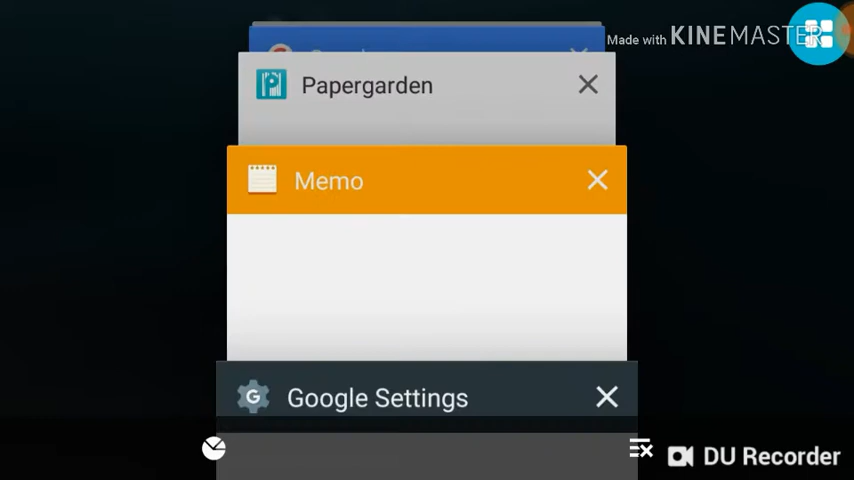 Made with KINEMASTER
Papergarden
Memo
Google Settings
DU Recorder